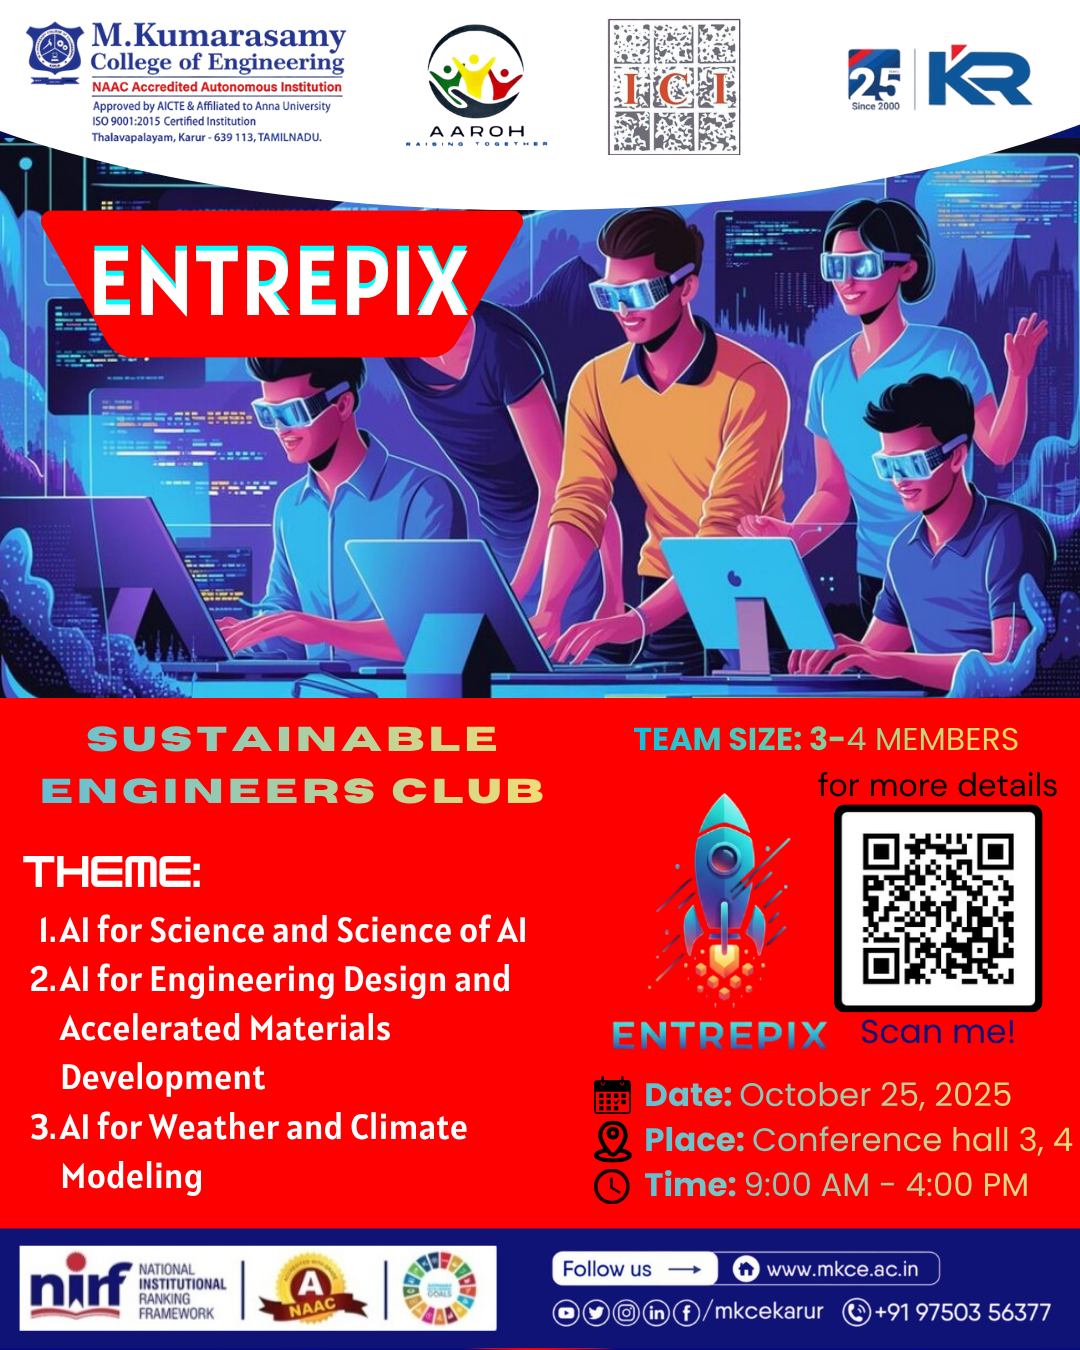 M.Kumarasamy
College of Engineering
NAAC Accredited Autonomous Institution
Approved by AICTE & Affiliated to Anna University
ISO 9001:2015 Certified Institution
Thalavapalayam, Karur - 639 113, TAMILNADU.
AAROH
RAISING TOGETHER
ICI
25
Since 2000
KR
ENTREPIX
SUSTAINABLE
ENGINEERS CLUB
THEME:
1. AI for Science and Science of AI
2. AI for Engineering Design and
Accelerated Materials
Development
3. AI for Weather and Climate
Modeling
TEAM SIZE: 3-4 MEMBERS
for more details
ENTREPIX
Scan me!
Date: October 25, 2025
Place: Conference hall 3, 4
Time: 9:00 AM - 4:00 PM
nirf
NATIONAL
INSTITUTIONAL
RANKING
FRAMEWORK
A
NAAC
SUSTAINABLE
GOALS
Follow us
www.mkce.ac.in
/mkcekarur
+91 97503 56377